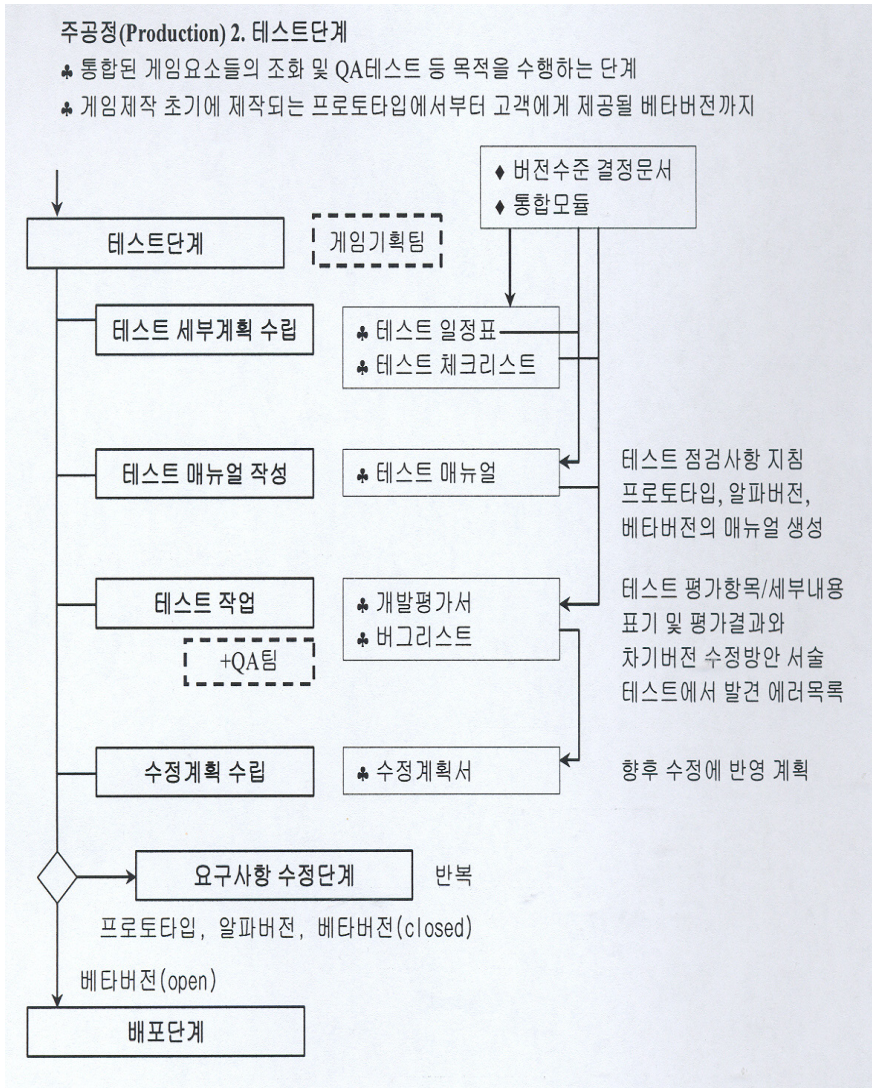 주공정(Production) 2. 테스트단계
♣ 통합된 게임요소들의 조화 및 QA테스트 등 목적을 수행하는 단계
♣ 게임제작 초기에 제작되는 프로토타입에서부터 고객에게 제공될 베타버전까지
♦ 버전수준 결정문서
♦ 통합모듈
테스트단계
게임기획팀
테스트 세부계획 수립
♣ 테스트 일정표
♣ 테스트 체크리스트
테스트 매뉴얼 작성
♣ 테스트 매뉴얼
테스트 점검사항 지침
프로토타입, 알파버전,
베타버전의 매뉴얼 생성
테스트 작업
+QA팀
♣ 개발평가서
♣ 버그리스트
테스트 평가항목/세부내용
표기 및 평가결과와
차기버전 수정방안 서술
테스트에서 발견 에러목록
수정계획 수립
♣ 수정계획서
향후 수정에 반영 계획
요구사항 수정단계
반복
프로토타입, 알파버전, 베타버전(closed)
베타버전(open)
배포단계